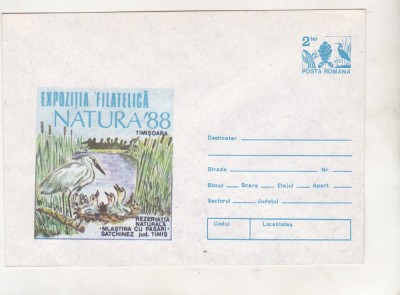 2 lei
POSTA ROMANA
EXPOZIȚIA FILATELICĂ
NATURA '88
TIMIȘOARA
REZERVAȚIA
NATURALĂ
"MLAȘTINA CU PĂSĂRI"
SATCHINEZ jud. TIMIȘ
Destinatar
Strada Nr.
Blocul Scara Etajul Apart.
Sectorul Județul
Codul Localitatea